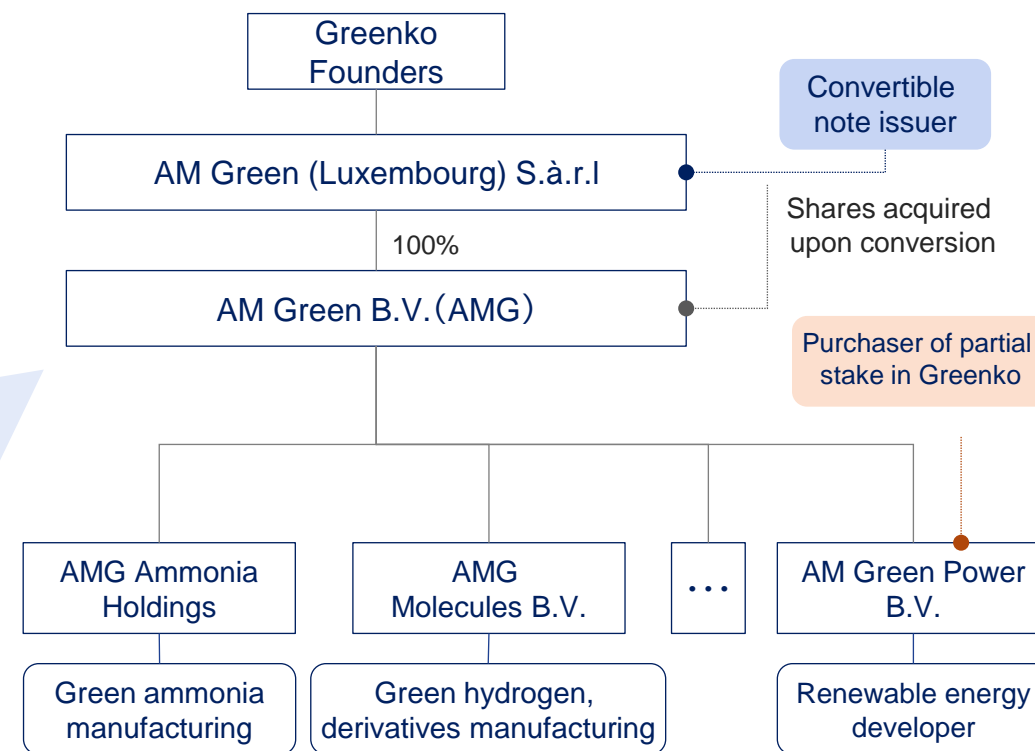 Greenko
Founders
Convertible
note issuer
AM Green (Luxembourg) S.à.r.l
Shares acquired
upon conversion
100%
AM Green B.V.（AMG）
Purchaser of partial
stake in Greenko
AMG Ammonia
Holdings
AMG
Molecules B.V.
…
AM Green Power
B.V.
Green ammonia
manufacturing
Green hydrogen,
derivatives manufacturing
Renewable energy
developer